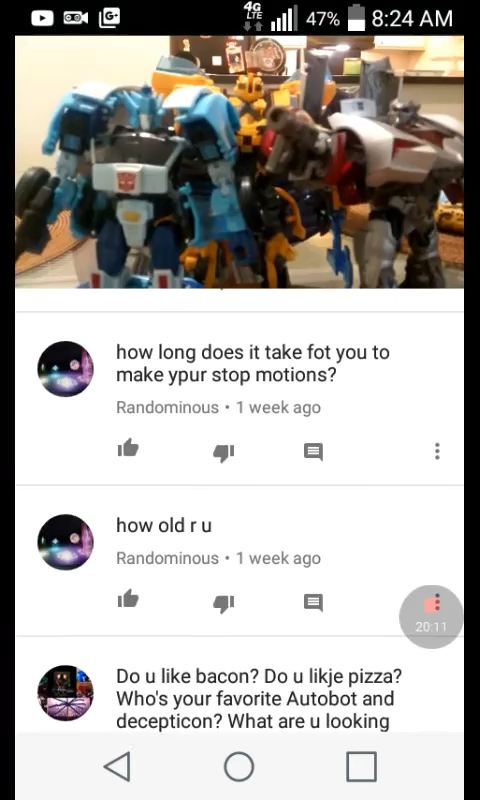 4G
LTE
47%
8:24 AM
G+
how long does it take fot you to
make ypur stop motions?
Randominous • 1 week ago
how old r u
Randominous • 1 week ago
20:11
Do u like bacon? Do u likje pizza?
Who's your favorite Autobot and
decepticon? What are u looking